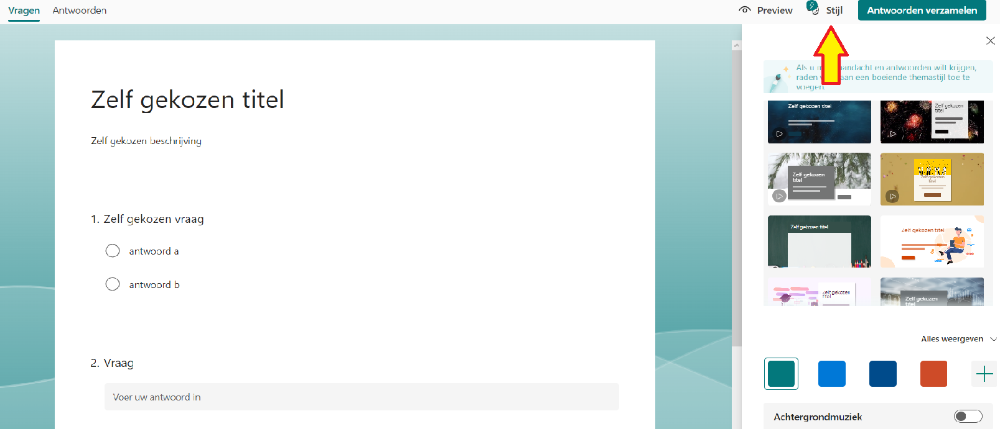 Vragen Antwoorden Preview Stijl Antwoorden verzamelen
Zelf gekozen titel
Zelf gekozen beschrijving
1. Zelf gekozen vraag
antwoord a
antwoord b
2. Vraag
Voer uw antwoord in
Als u m aandacht en antwoorden wilt krijgen,
raden aan een boeiende themastijl toe te
voegen.
Zelf gekozen titel
Zelf gekozen
titel
Zelf gekozen
titel
Zelf gekozen
titel
Zelf gekozen titel
Zelf gekozen titel
Zelf gekozen
titel
Zelf gekozen
titel
Alles weergeven
Achtergrondmuziek